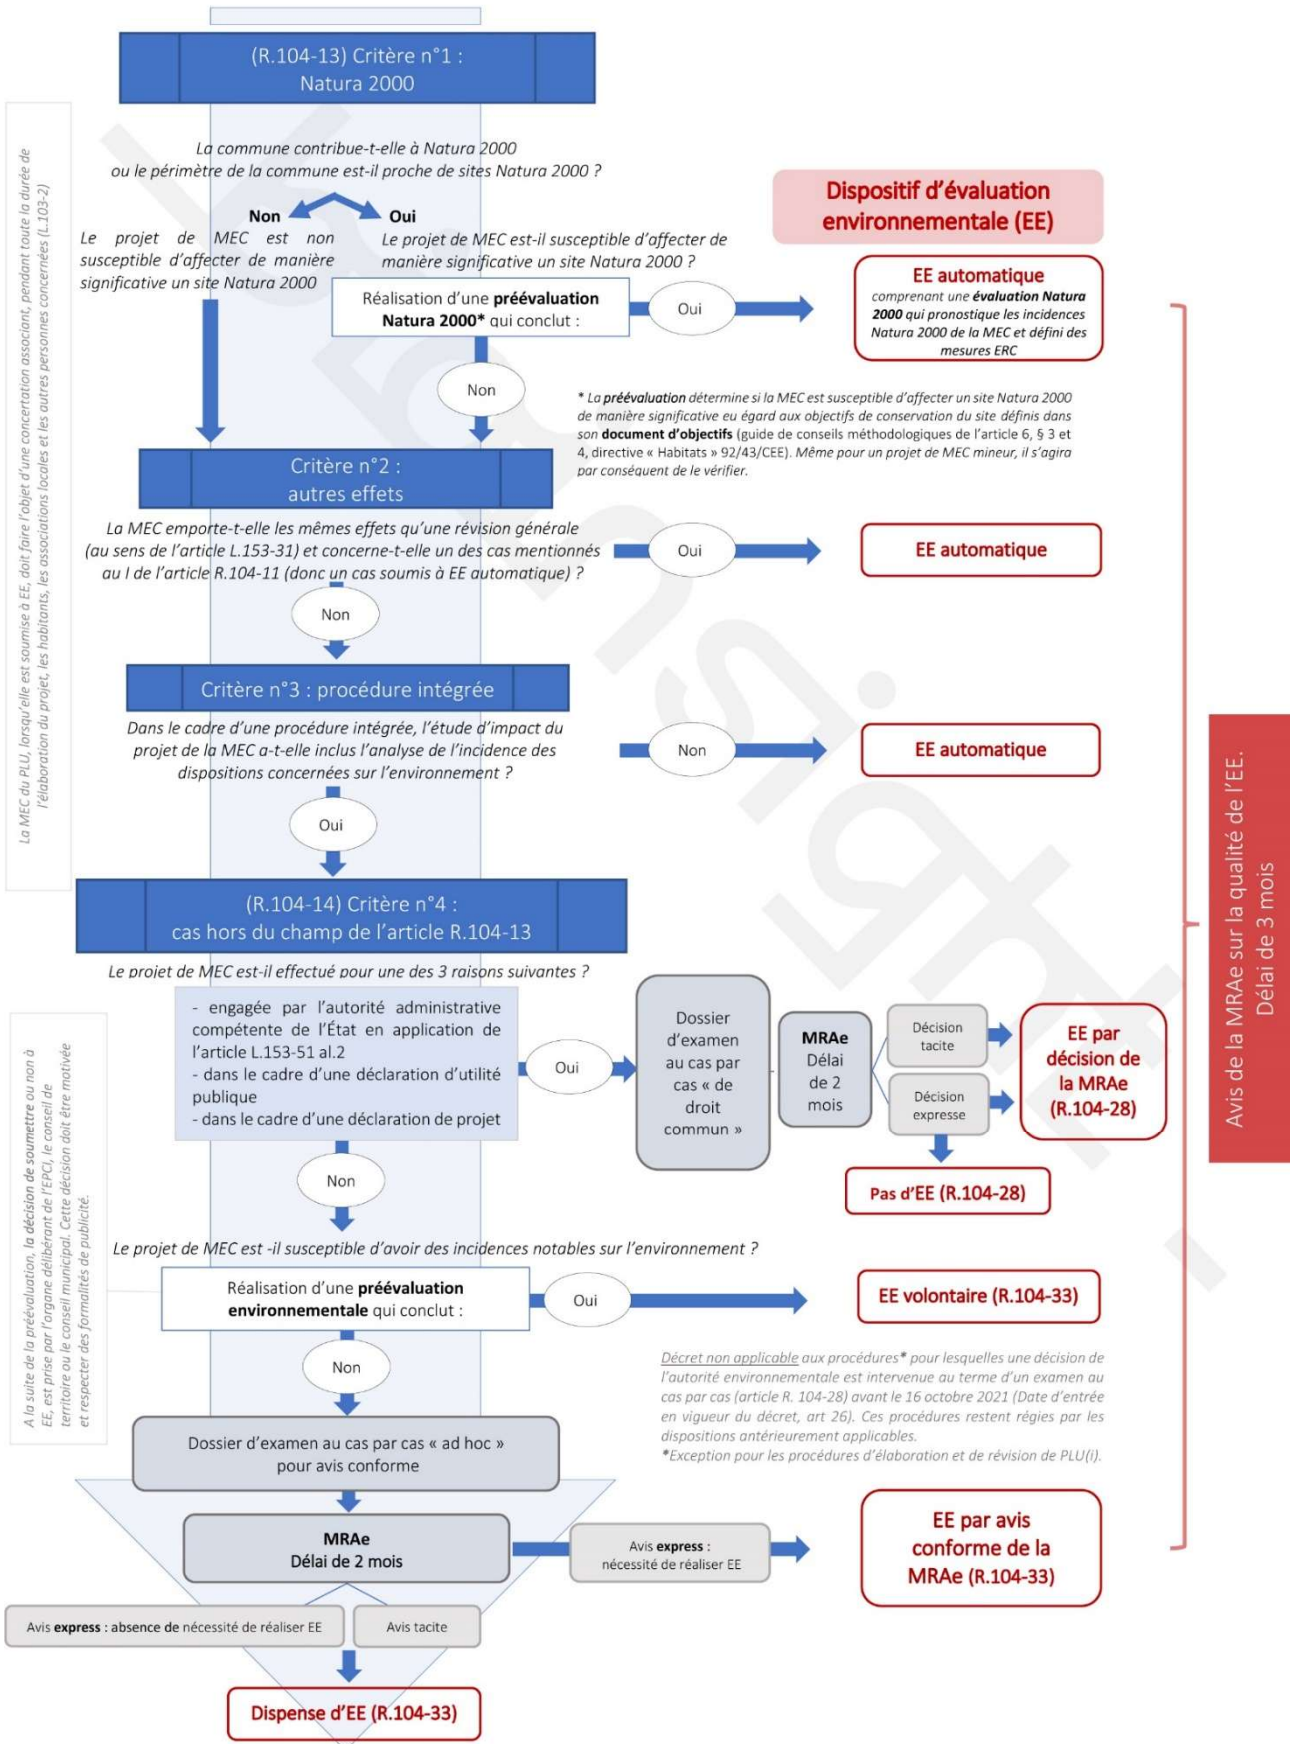 (R.104-13) Critère n°1 :
Natura 2000
La commune contribue-t-elle à Natura 2000
ou le périmètre de la commune est-il proche de sites Natura 2000 ?
Non
Oui
Le projet de MEC est non
susceptible d'affecter de manière
significative un site Natura 2000
Le projet de MEC est-il susceptible d'affecter de
manière significative un site Natura 2000 ?
Réalisation d'une préévaluation
Natura 2000* qui conclut :
Oui
Dispositif d'évaluation
environnementale (EE)
EE automatique
comprenant une évaluation Natura
2000 qui pronostique les incidences
Natura 2000 de la MEC et défini des
mesures ERC
Non
* La préévaluation détermine si la MEC est susceptible d'affecter un site Natura 2000
de manière significative eu égard aux objectifs de conservation du site définis dans
son document d'objectifs (guide de conseils méthodologiques de l'article 6, § 3 et
4, directive « Habitats » 92/43/CEE). Même pour un projet de MEC mineur, il s'agira
par conséquent de le vérifier.
La MEC du PLU, lorsqu'elle est soumise à EE, doit faire l'objet d'une concertation associant, pendant toute la durée de
l'élaboration du projet, les habitants, les associations locales et les autres personnes concernées (L.103-2)
Critère n°2 :
autres effets
La MEC emporte-t-elle les mêmes effets qu'une révision générale
(au sens de l'article L.153-31) et concerne-t-elle un des cas mentionnés
au I de l'article R.104-11 (donc un cas soumis à EE automatique) ?
Oui
EE automatique
Non
Critère n°3 : procédure intégrée
Dans le cadre d'une procédure intégrée, l'étude d'impact du
projet de la MEC a-t-elle inclus l'analyse de l'incidence des
dispositions concernées sur l'environnement ?
Non
EE automatique
Oui
(R.104-14) Critère n°4 :
cas hors du champ de l'article R.104-13
Le projet de MEC est-il effectué pour une des 3 raisons suivantes ?
- engagée par l'autorité administrative
compétente de l'État en application de
l'article L.153-51 al.2
- dans le cadre d'une déclaration d'utilité
publique
- dans le cadre d'une déclaration de projet
Oui
Dossier
d'examen
au cas par
cas « de
droit
commun »
MRAe
Délai
de 2
mois
Décision
tacite
Décision
expresse
EE par
décision de
la MRAe
(R.104-28)
Pas d'EE (R.104-28)
Avis de la MRAe sur la qualité de l'EE.
Délai de 3 mois
Non
A la suite de la préévaluation, la décision de soumettre ou non à
EE, est prise par l'organe délibérant de l'EPCI, le conseil de
territoire ou le conseil municipal. Cette décision doit être motivée
et respecter des formalités de publicité.
Le projet de MEC est -il susceptible d'avoir des incidences notables sur l'environnement ?
Réalisation d'une préévaluation
environnementale qui conclut :
Oui
EE volontaire (R.104-33)
Non
Décret non applicable aux procédures* pour lesquelles une décision de
l'autorité environnementale est intervenue au terme d'un examen au
cas par cas (article R. 104-28) avant le 16 octobre 2021 (Date d'entrée
en vigueur du décret, art 26). Ces procédures restent régies par les
dispositions antérieurement applicables.
*Exception pour les procédures d'élaboration et de révision de PLU(i).
Dossier d'examen au cas par cas « ad hoc »
pour avis conforme
MRAe
Délai de 2 mois
Avis express :
nécessité de réaliser EE
EE par avis
conforme de la
MRAe (R.104-33)
Avis express : absence de nécessité de réaliser EE
Avis tacite
Dispense d'EE (R.104-33)